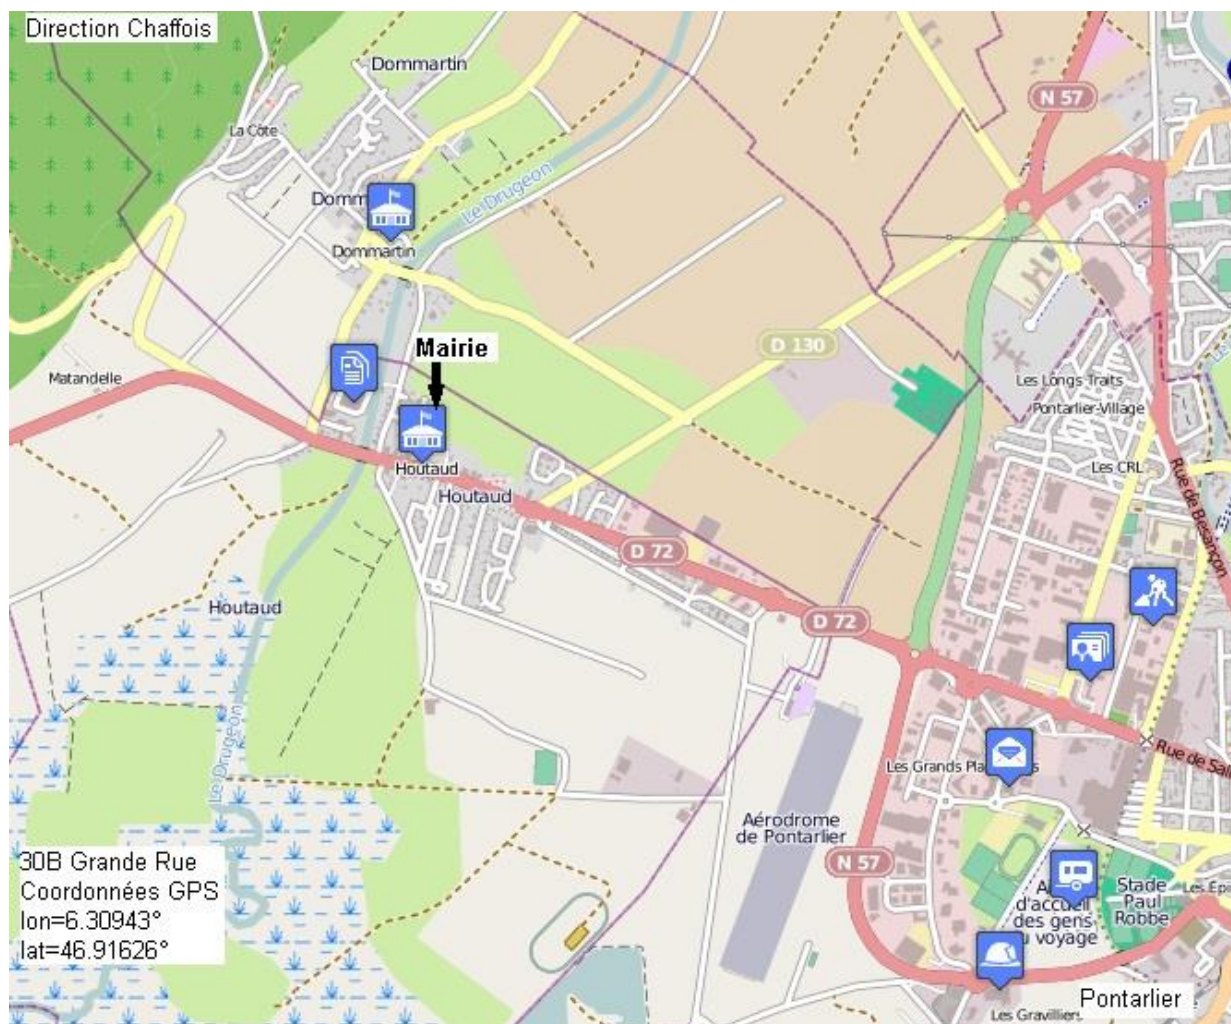 Direction Chaffois
Dommartin
N 57
La Côte
Le Drugeon
Dommartin
Mairie
D 130
Matandelle
Les Longs Traits
Pontarlier-Village
Houtaud
Les CRL
Houtaud
Rue de Besançon
D 72
Houtaud
D 72
Le Drugeon
Les Grands
Rue de
Aérodrome
de Pontarlier
30B Grande Rue
Coordonnées GPS
lon=6.30943°
lat=46.91626°
N 57
d'accueil
des gens
voyage
Stade
Paul
Robbe
Pontarlier
Les Gravilliers